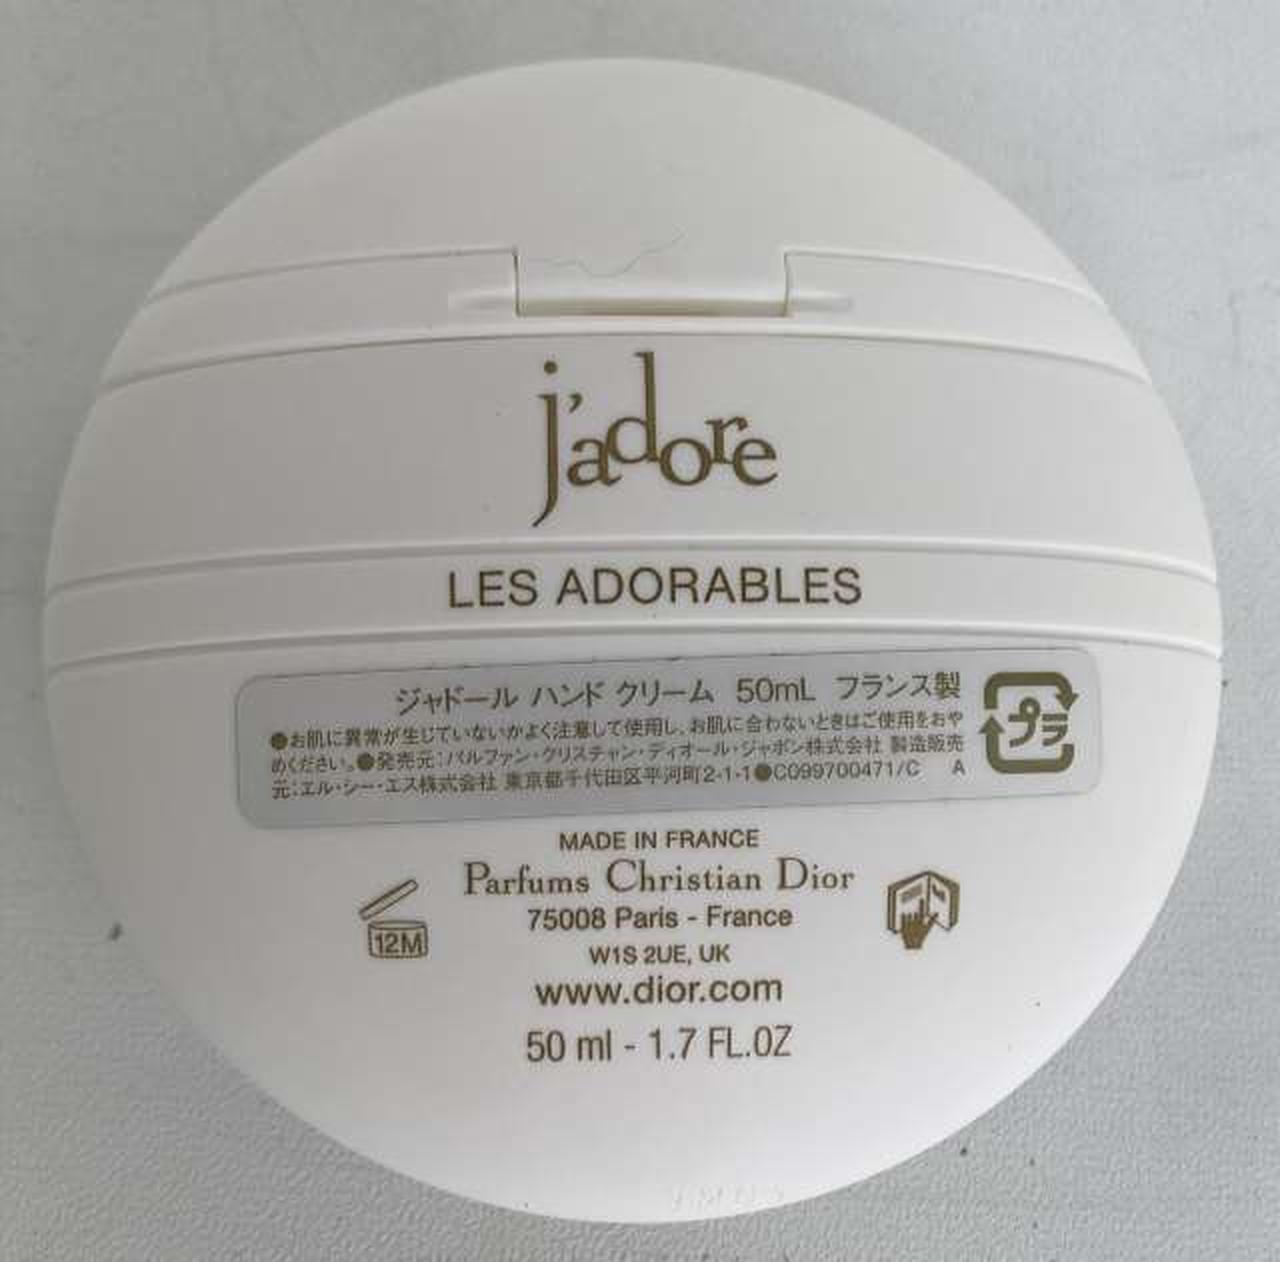 j'adore
LES ADORABLES
ジャドール ハンド クリーム 50mL フランス製
●お肌に異常が生じていないかよく注意して使用し、お肌に合わないときはご使用をおや
めください。●発売元:パルファン・クリスチャン・ディオール・ジャポン株式会社 製造販売
元:エル・シー・エス株式会社 東京都千代田区平河町2-1-1●C099700471/C A
プラ
MADE IN FRANCE
Parfums Christian Dior
75008 Paris - France
12M
W1S 2UE, UK
www.dior.com
50 ml - 1.7 FL.OZ